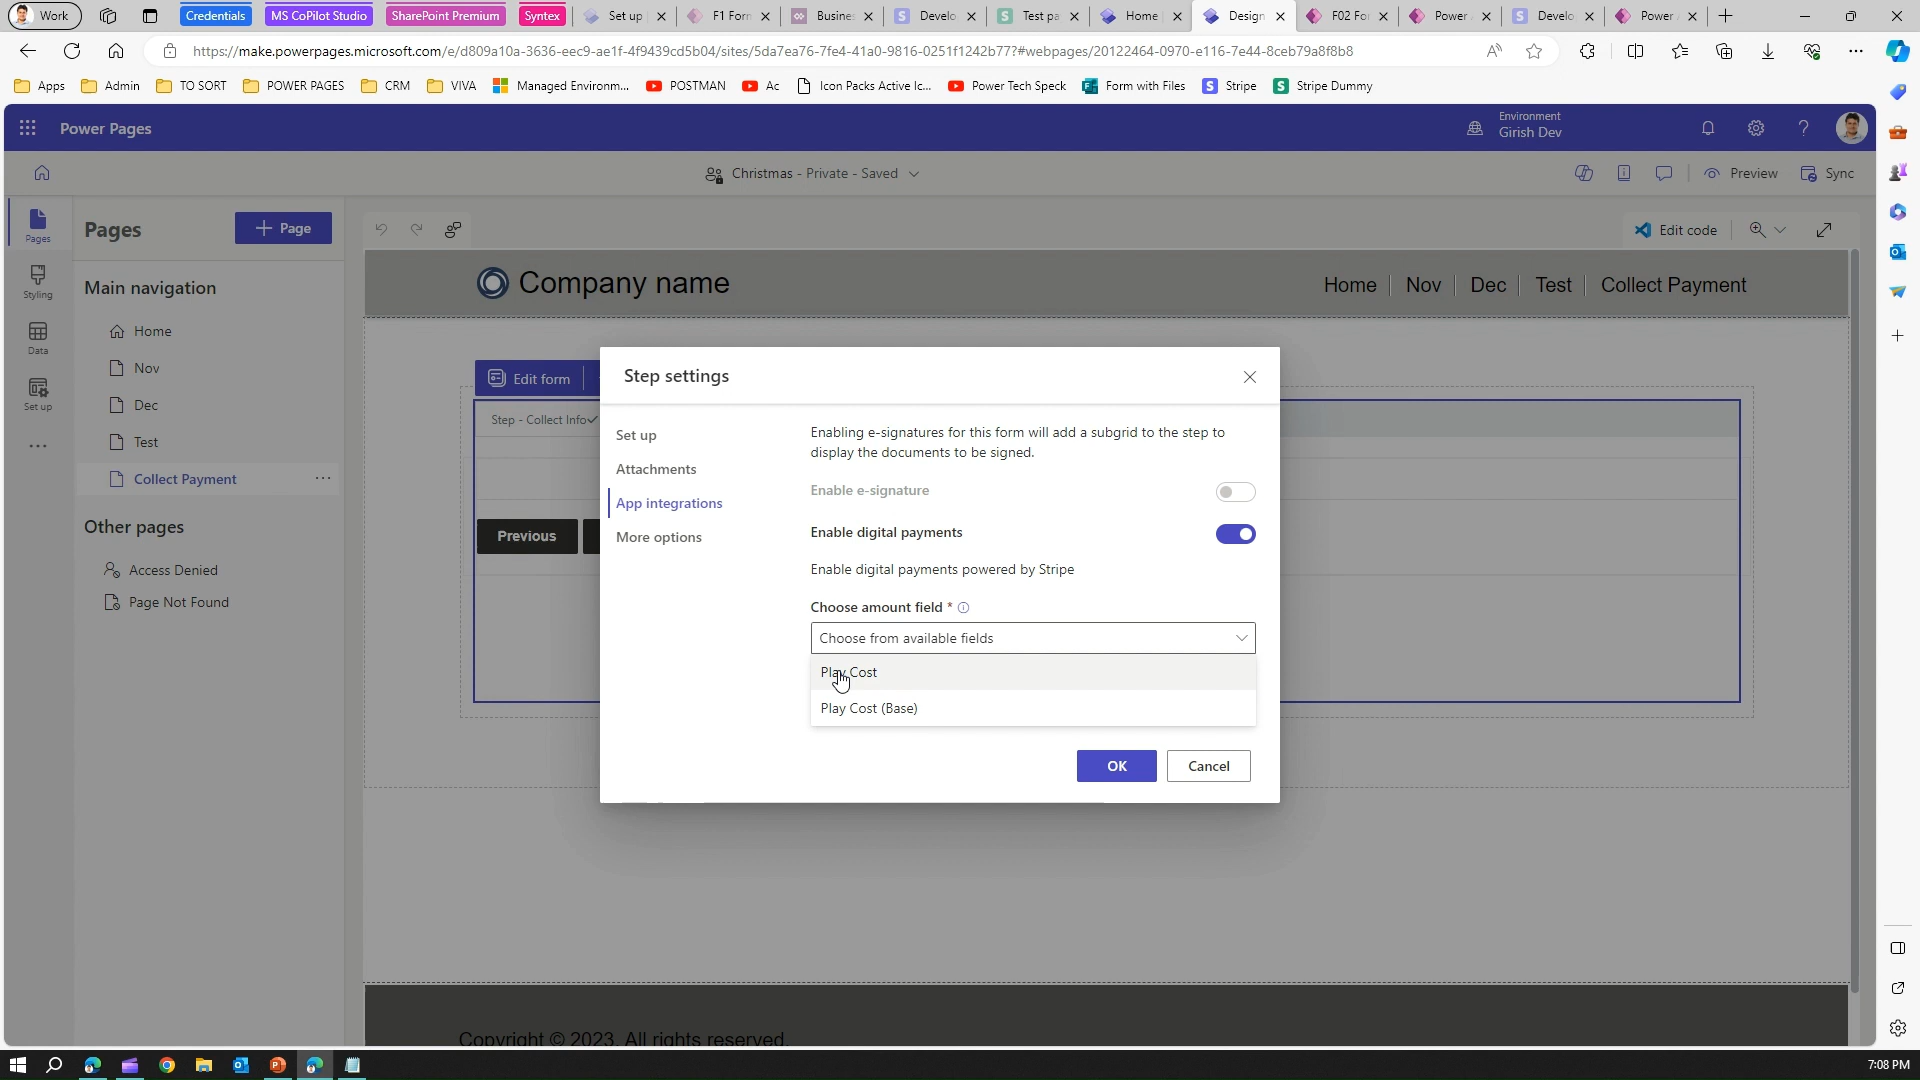 Work
Credentials
MS CoPilot Studio
SharePoint Premium
Syntex
Set up
F1 Form
Busine
Develo
Test pa
Home
Design
F02 Fo
Power
Develo
Power
https://make.powerpages.microsoft.com/e/d809a10a-3636-eec9-ae1f-4f9439cd5b04/sites/5da7ea76-7fe4-41a0-9816-0251f1242b77?#webpages/20122464-0970-e116-7e44-8ceb79a8f8b8
Apps
Admin
TO SORT
POWER PAGES
CRM
VIVA
Managed Environm...
POSTMAN
Ac
Icon Packs Active Ic...
Power Tech Speck
Form with Files
Stripe
Stripe Dummy
Power Pages
Environment
Girish Dev
Christmas - Private - Saved
Preview
Sync
Pages
Styling
Data
Set up
Pages
Page
Main navigation
Home
Nov
Dec
Test
Collect Payment
Other pages
Access Denied
Page Not Found
Edit code
Company name
Home
Nov
Dec
Test
Collect Payment
Edit form
Step - Collect Info
Previous
Step settings
Set up
Attachments
App integrations
More options
Enabling e-signatures for this form will add a subgrid to the step to
display the documents to be signed.
Enable e-signature
Enable digital payments
Enable digital payments powered by Stripe
Choose amount field *
Choose from available fields
Play Cost
Play Cost (Base)
OK
Cancel
Copyright © 2023. All rights reserved.
7:08 PM